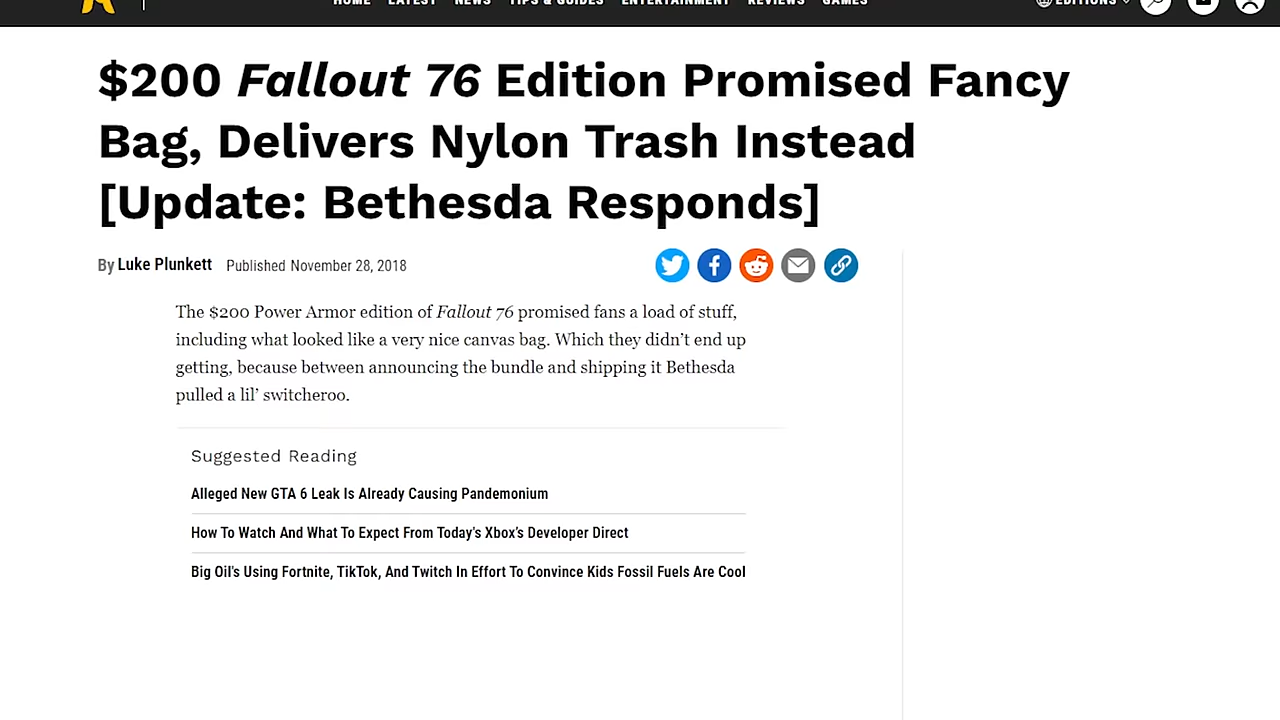 HOME LATEST NEWS TIPS & GUIDES ENTERTAINMENT REVIEWS GAMES EDITIONS
$200 Fallout 76 Edition Promised Fancy
Bag, Delivers Nylon Trash Instead
[Update: Bethesda Responds]
By Luke Plunkett Published November 28, 2018
The $200 Power Armor edition of Fallout 76 promised fans a load of stuff,
including what looked like a very nice canvas bag. Which they didn’t end up
getting, because between announcing the bundle and shipping it Bethesda
pulled a lil’ switcheroo.
Suggested Reading
Alleged New GTA 6 Leak Is Already Causing Pandemonium
How To Watch And What To Expect From Today’s Xbox’s Developer Direct
Big Oil’s Using Fortnite, TikTok, And Twitch In Effort To Convince Kids Fossil Fuels Are Cool